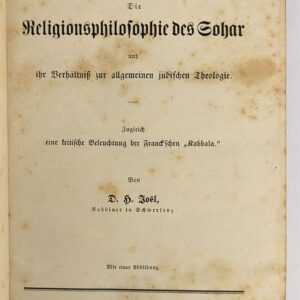 Die
Religionsphilosophie des Sohar
und
ihr Verhältniß zur allgemeinen jüdischen Theologie.
Zugleich
eine kritische Beleuchtung der Franck'schen „Kabbala."
Von
D. H. Joël,
Rabbiner in Schwersenz
Mit einer Abbildung.